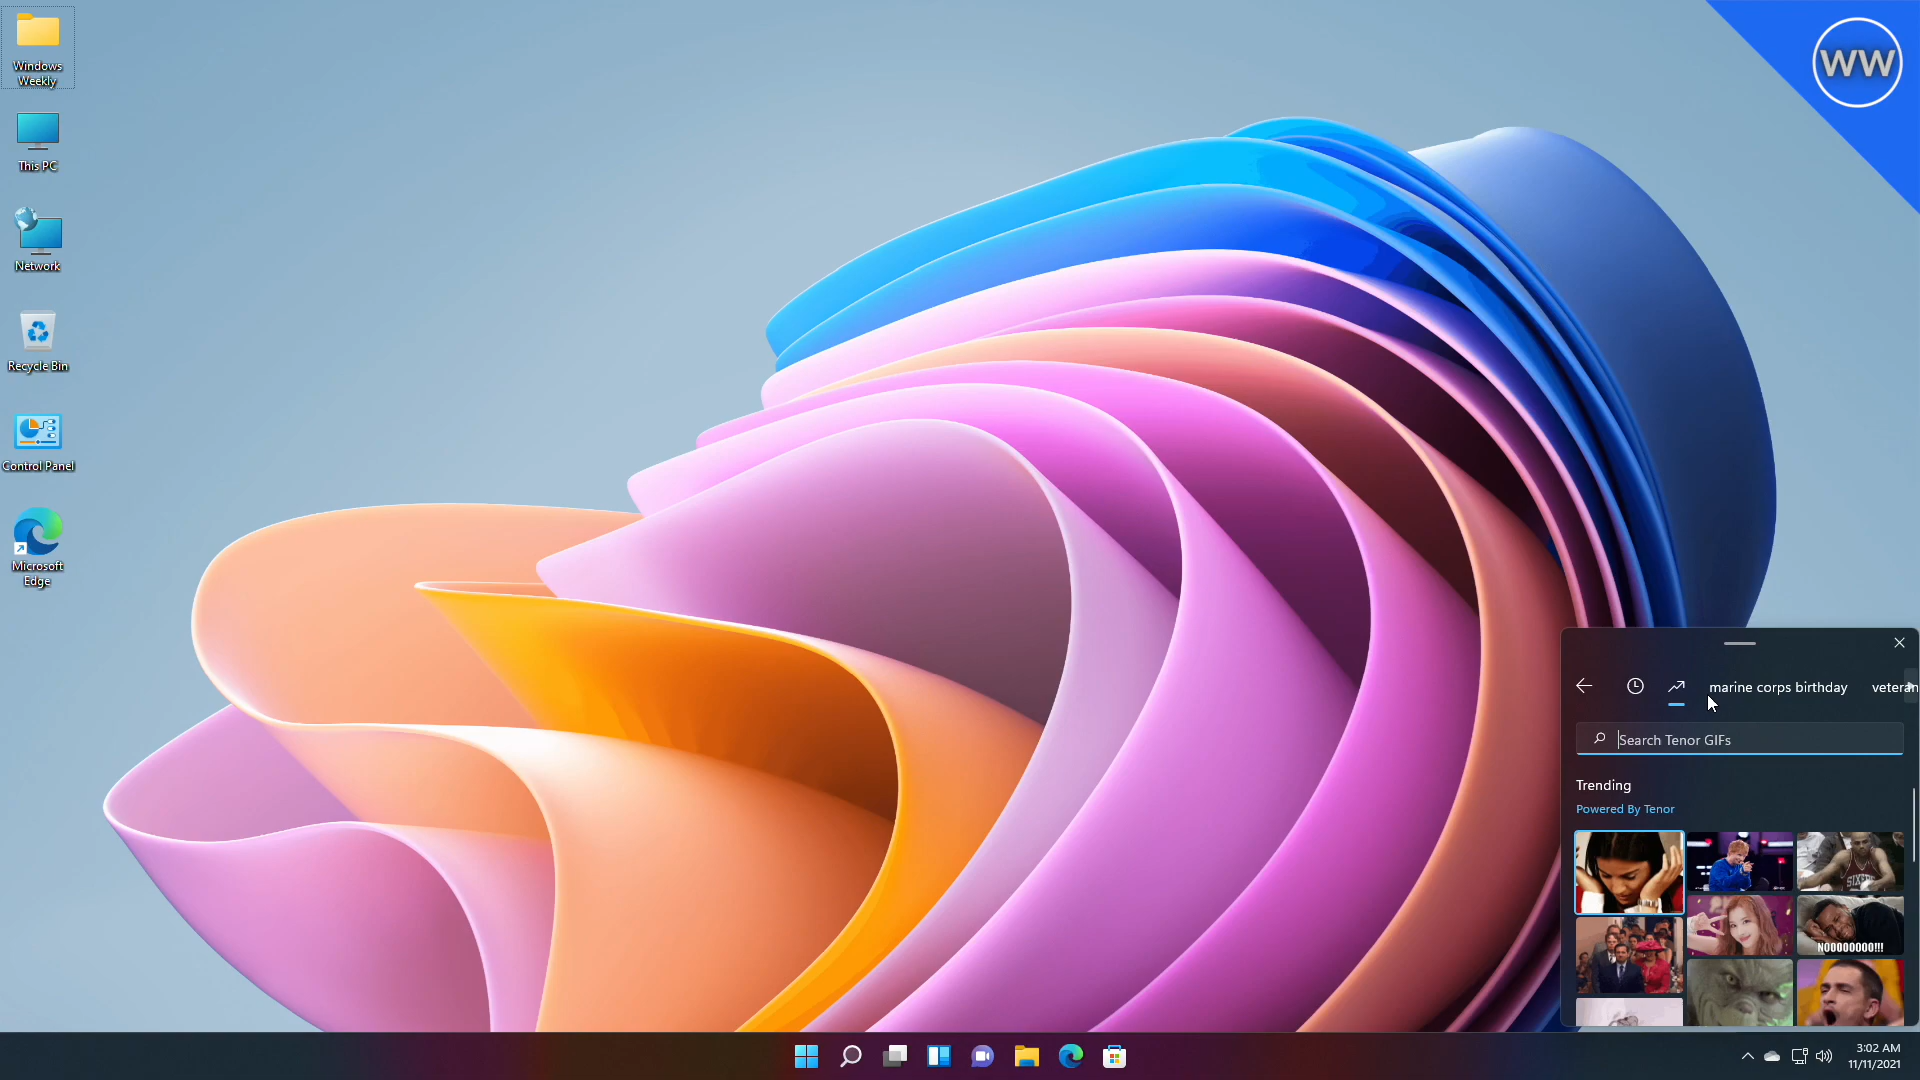 WW
Windows
Weekly
This PC
Network
Recycle Bin
Control Panel
Microsoft
Edge
marine corps birthday
veteran
Search Tenor GIFs
Trending
Powered By Tenor
SIXERS
NOOOOOOOO!!!
3:02 AM
11/11/2021